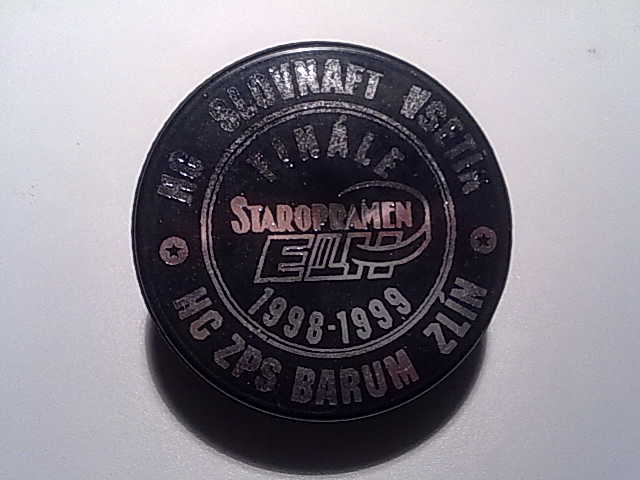 HC SLOVNAFT VSETÍN
FINÁLE
STAROPRAMEN
ELH
1998-1999
HC ZPS BARUM ZLÍN